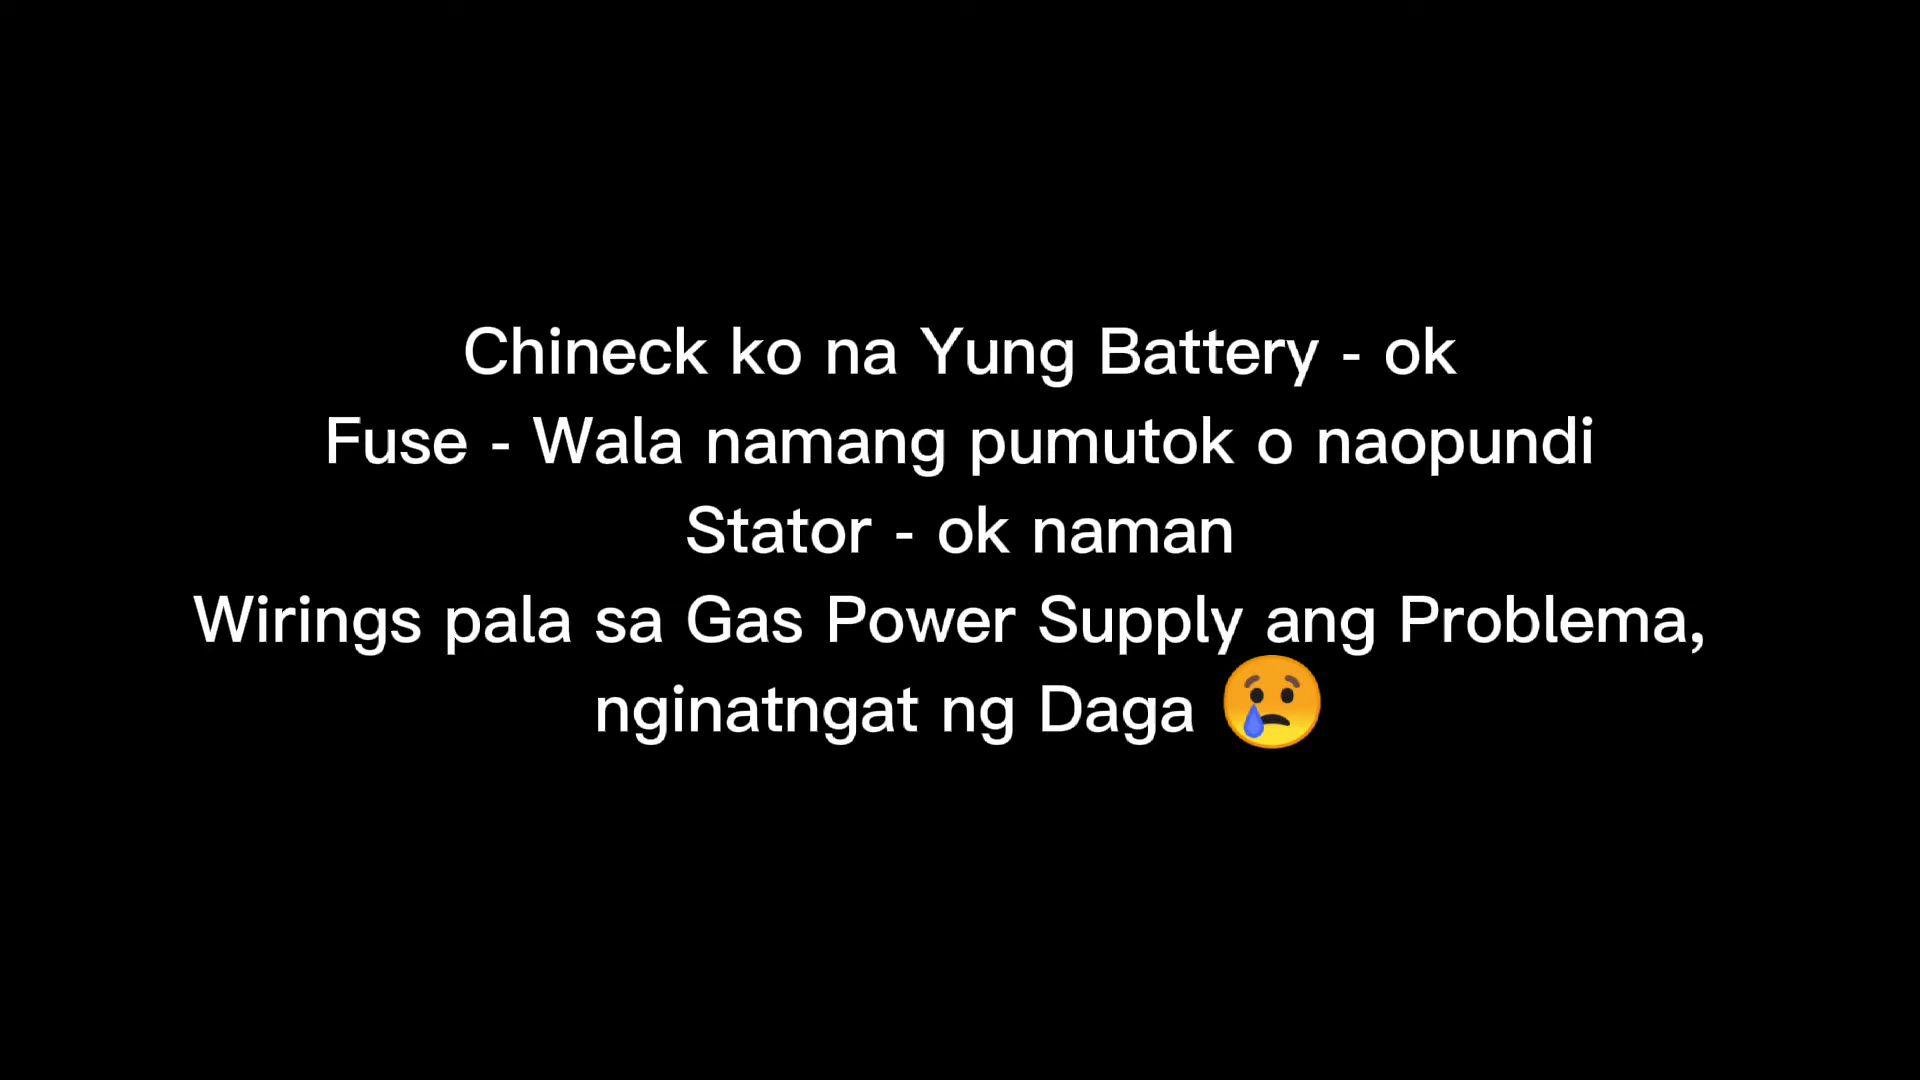 Chineck ko na Yung Battery - ok
Fuse - Wala namang pumutok o naopundi
Stator - ok naman
Wirings pala sa Gas Power Supply ang Problema,
nginatngat ng Daga 😢